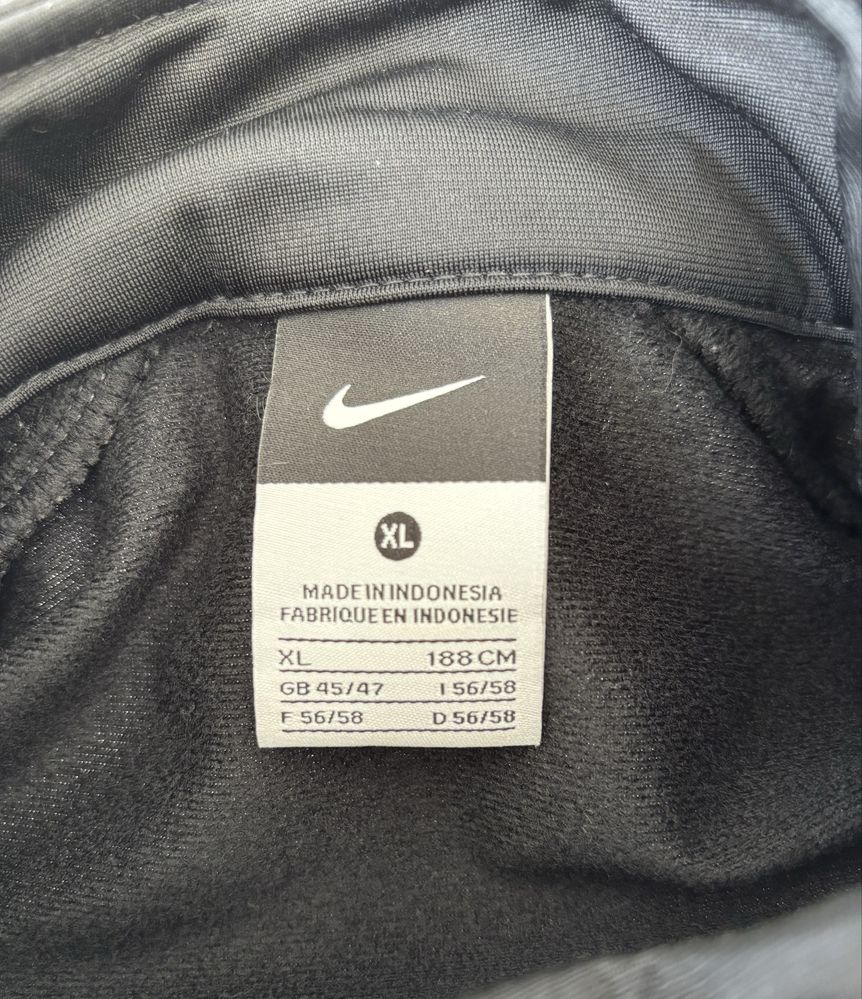 XL
MADE IN INDONESIA
FABRIQUE EN INDONESIE
XL 188 CM
GB 45/47 I 56/58
F 56/58 D 56/58